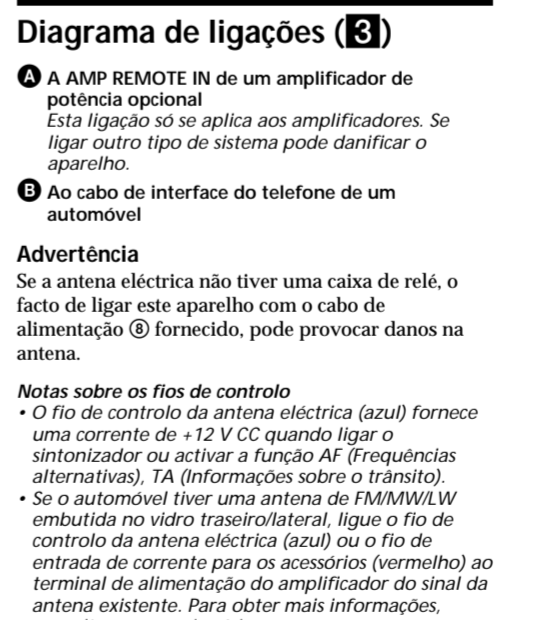 Diagrama de ligações (3)
A A AMP REMOTE IN de um amplificador de
potência opcional
Esta ligação só se aplica aos amplificadores. Se
ligar outro tipo de sistema pode danificar o
aparelho.
B Ao cabo de interface do telefone de um
automóvel
Advertência
Se a antena eléctrica não tiver uma caixa de relé, o
facto de ligar este aparelho com o cabo de
alimentação ⑧ fornecido, pode provocar danos na
antena.
Notas sobre os fios de controlo
• O fio de controlo da antena eléctrica (azul) fornece
uma corrente de +12 V CC quando ligar o
sintonizador ou activar a função AF (Frequências
alternativas), TA (Informações sobre o trânsito).
• Se o automóvel tiver uma antena de FM/MW/LW
embutida no vidro traseiro/lateral, ligue o fio de
controlo da antena eléctrica (azul) ou o fio de
entrada de corrente para os acessórios (vermelho) ao
terminal de alimentação do amplificador do sinal da
antena existente. Para obter mais informações,